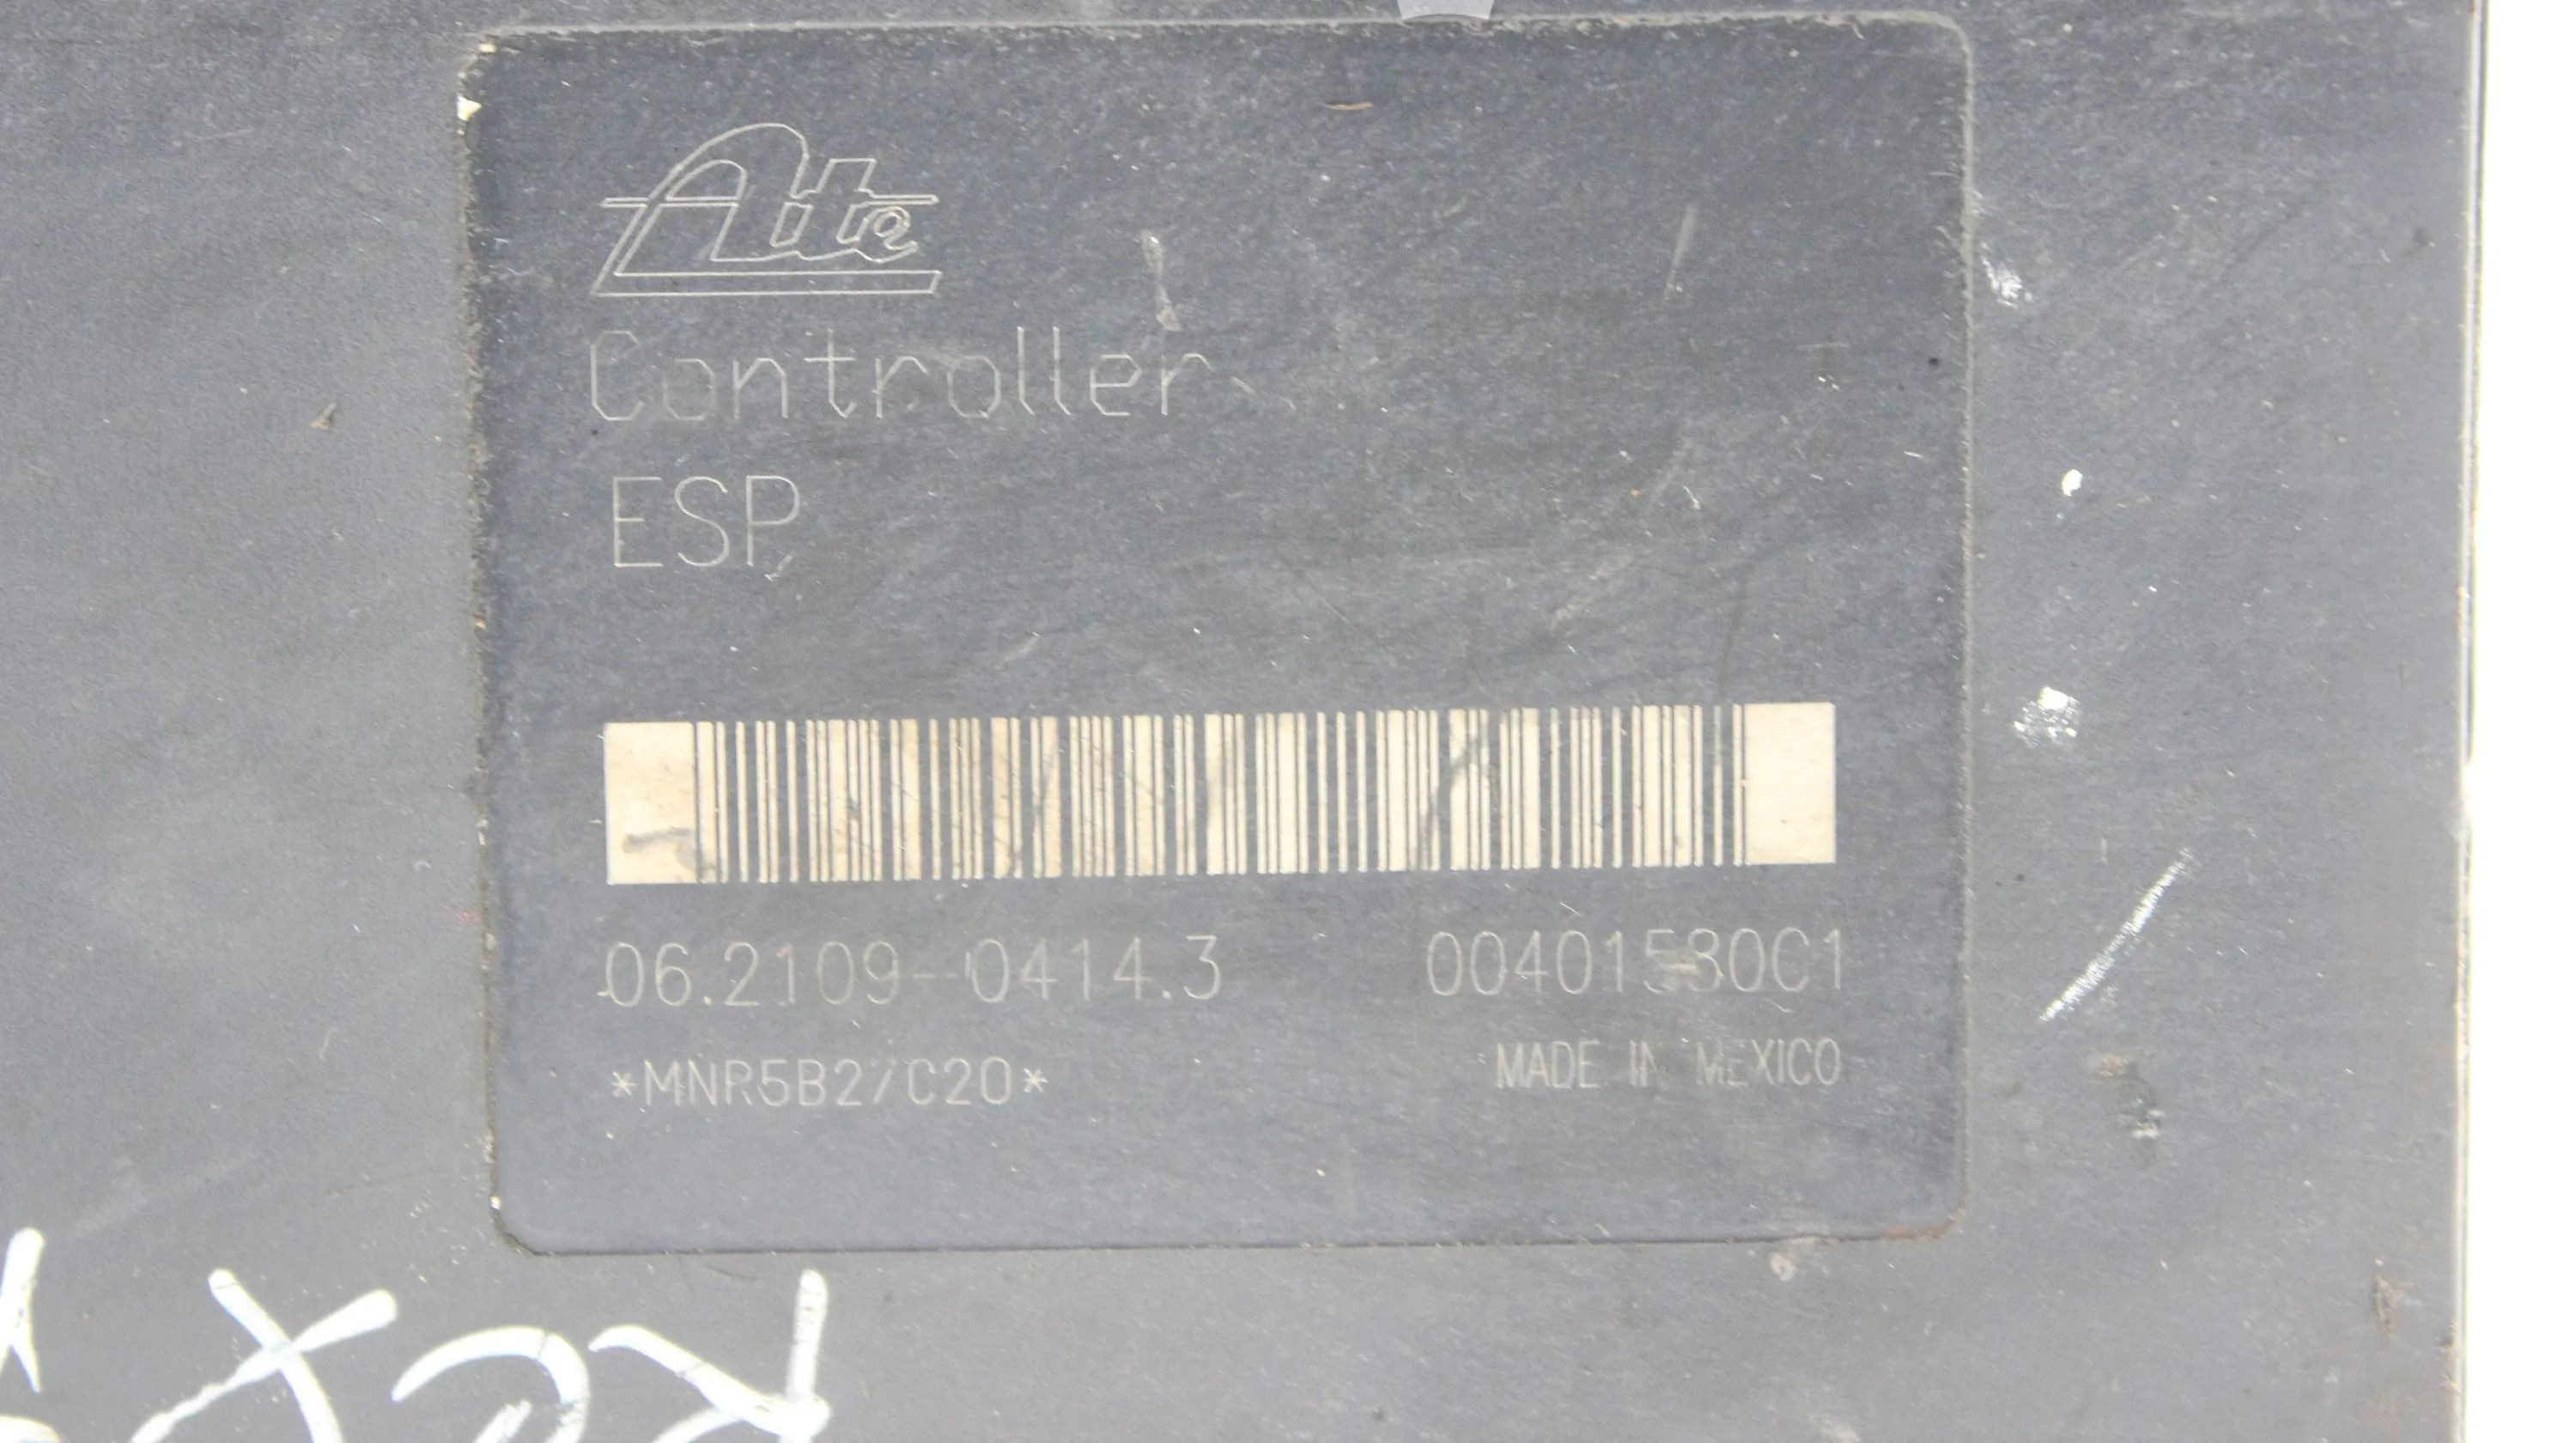 Ate
Controller
ESP
06.2109-0414.3 00401580C1
*MNR5B27C20*
MADE IN MEXICO